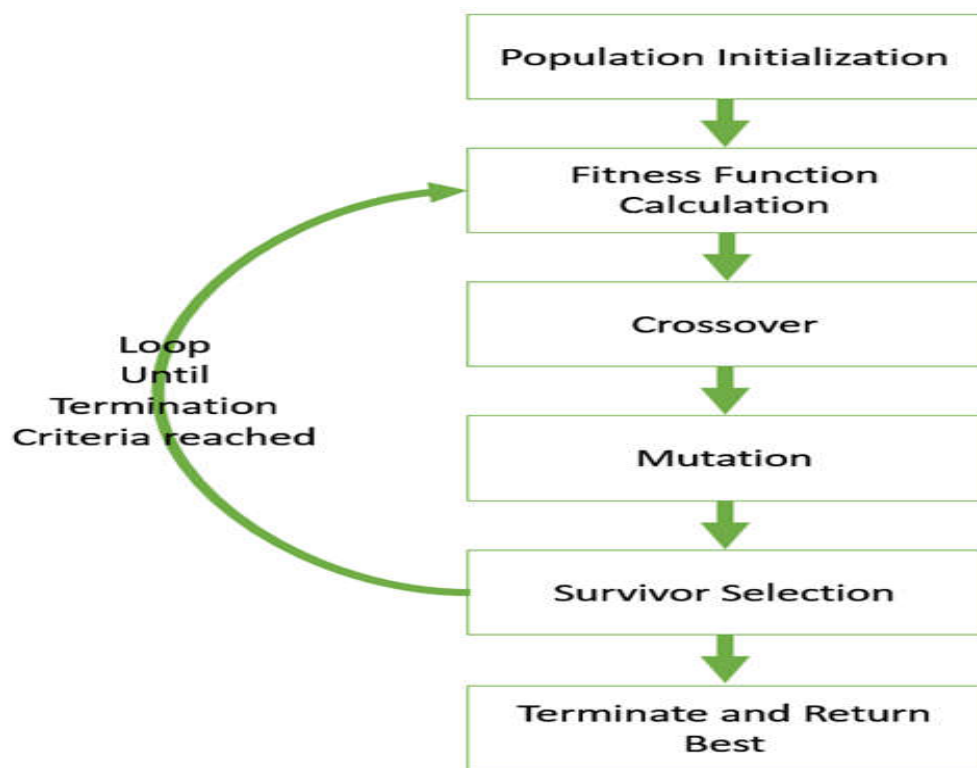 Population Initialization
Fitness Function
Calculation
Crossover
Loop
Until
Termination
Criteria reached
Mutation
Survivor Selection
Terminate and Return
Best